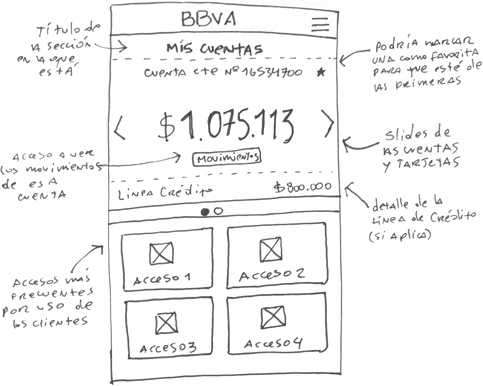 BBVA
Título de
la sección
en la que
está
MIS CUENTAS
Podría marcar
una como favorita
para que esté de
las primeras
CUENTA CTE Nº 16534700 ★
< $1.075.113 >
MOVIMIENTOS
Acceso a ver
los movimientos
de esa
cuenta
Slides de
las cuentas
y tarjetas
Línea Crédito $800.000
detalle de la
Línea de Crédito
(si aplica)
Accesos más
frecuentes
por uso de
los clientes
Acceso 1
Acceso 2
Acceso 3
Acceso 4